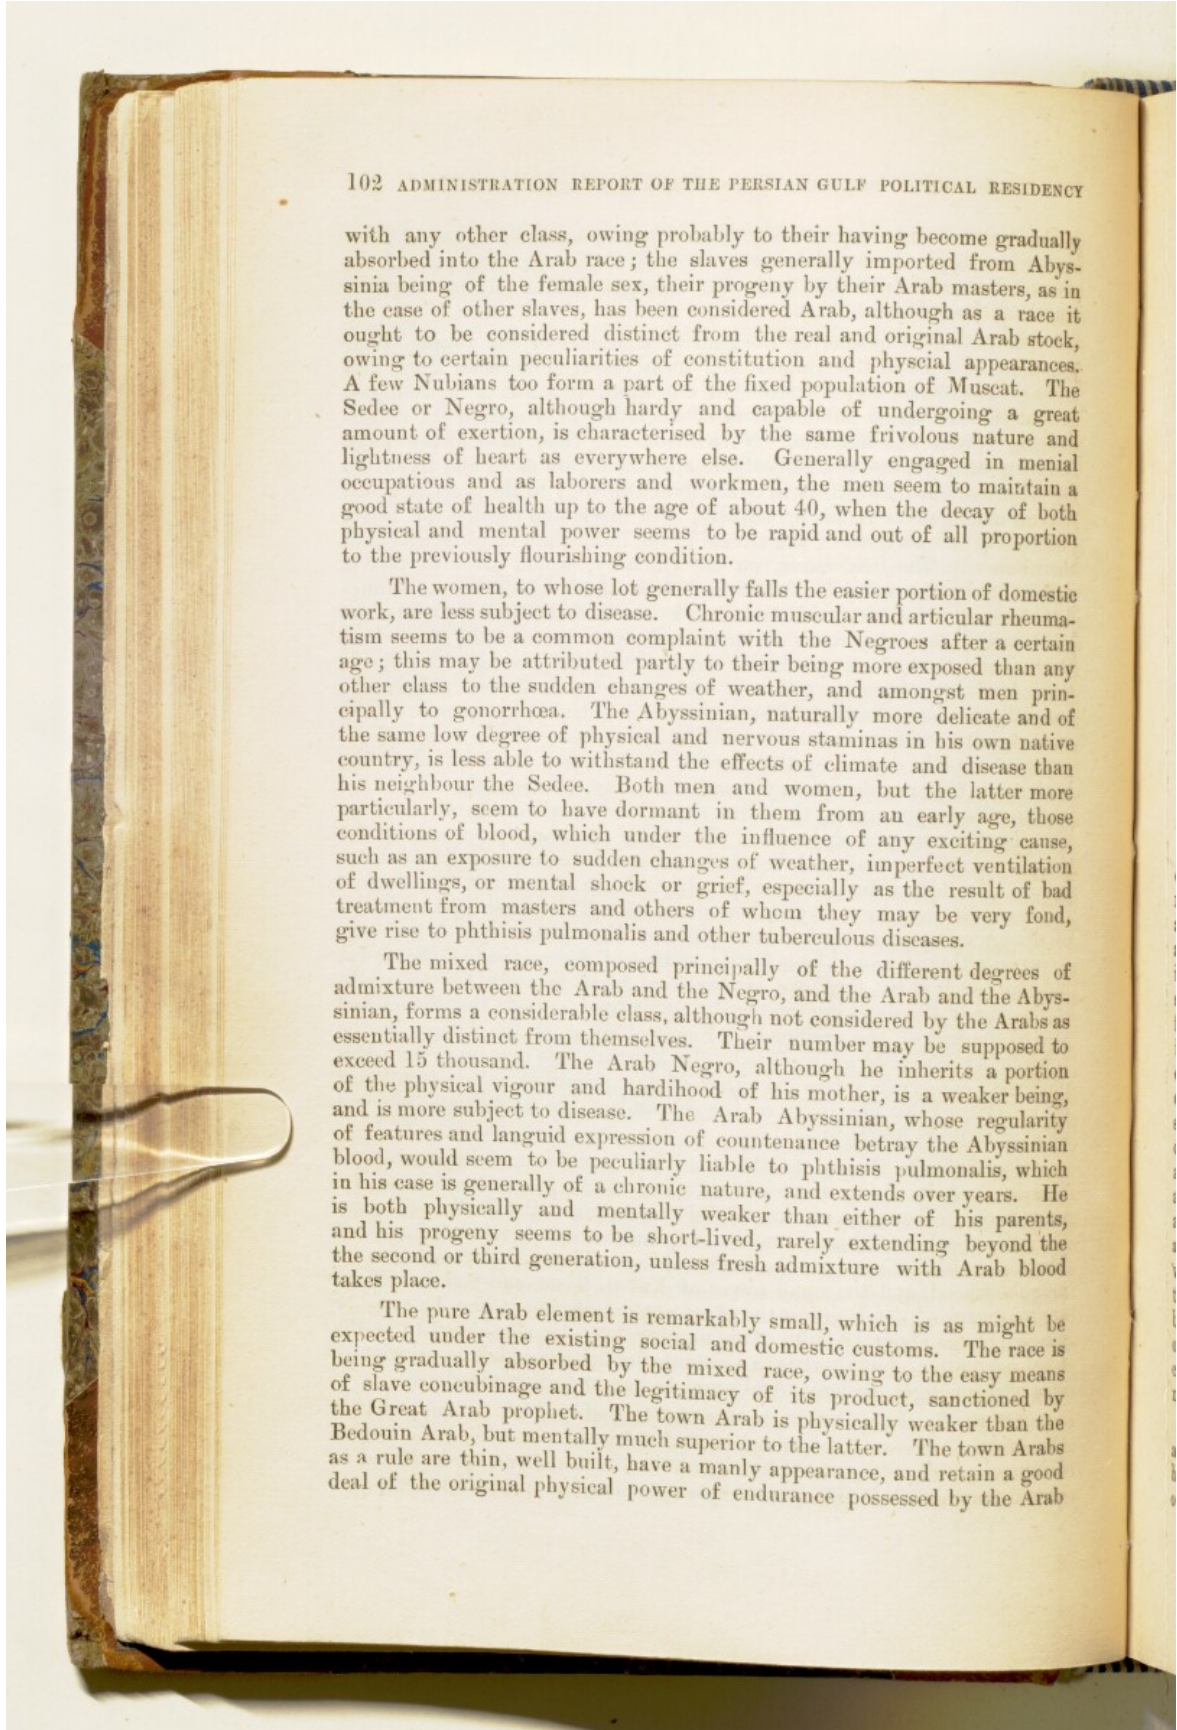 102 ADMINISTRATION REPORT OF THE PERSIAN GULF POLITICAL RESIDENCY
with any other class, owing probably to their having become gradually
absorbed into the Arab race; the slaves generally imported from Abys-
sinia being of the female sex, their progeny by their Arab masters, as in
the case of other slaves, has been considered Arab, although as a race it
ought to be considered distinct from the real and original Arab stock,
owing to certain peculiarities of constitution and physcial appearances.
A few Nubians too form a part of the fixed population of Muscat. The
Sedee or Negro, although hardy and capable of undergoing a great
amount of exertion, is characterised by the same frivolous nature and
lightness of heart as everywhere else. Generally engaged in menial
occupations and as laborers and workmen, the men seem to maintain a
good state of health up to the age of about 40, when the decay of both
physical and mental power seems to be rapid and out of all proportion
to the previously flourishing condition.
The women, to whose lot generally falls the easier portion of domestic
work, are less subject to disease. Chronic muscular and articular rheuma-
tism seems to be a common complaint with the Negroes after a certain
age; this may be attributed partly to their being more exposed than any
other class to the sudden changes of weather, and amongst men prin-
cipally to gonorrhœa. The Abyssinian, naturally more delicate and of
the same low degree of physical and nervous staminas in his own native
country, is less able to withstand the effects of climate and disease than
his neighbour the Sedee. Both men and women, but the latter more
particularly, seem to have dormant in them from an early age, those
conditions of blood, which under the influence of any exciting cause,
such as an exposure to sudden changes of weather, imperfect ventilation
of dwellings, or mental shock or grief, especially as the result of bad
treatment from masters and others of whom they may be very fond,
give rise to phthisis pulmonalis and other tuberculous diseases.
The mixed race, composed principally of the different degrees of
admixture between the Arab and the Negro, and the Arab and the Abys-
sinian, forms a considerable class, although not considered by the Arabs as
essentially distinct from themselves. Their number may be supposed to
exceed 15 thousand. The Arab Negro, although he inherits a portion
of the physical vigour and hardihood of his mother, is a weaker being,
and is more subject to disease. The Arab Abyssinian, whose regularity
of features and languid expression of countenance betray the Abyssinian
blood, would seem to be peculiarly liable to phthisis pulmonalis, which
in his case is generally of a chronic nature, and extends over years. He
is both physically and mentally weaker than either of his parents,
and his progeny seems to be short-lived, rarely extending beyond the
the second or third generation, unless fresh admixture with Arab blood
takes place.
The pure Arab element is remarkably small, which is as might be
expected under the existing social and domestic customs. The race is
being gradually absorbed by the mixed race, owing to the easy means
of slave concubinage and the legitimacy of its product, sanctioned by
the Great Arab prophet. The town Arab is physically weaker than the
Bedouin Arab, but mentally much superior to the latter. The town Arabs
as a rule are thin, well built, have a manly appearance, and retain a good
deal of the original physical power of endurance possessed by the Arab